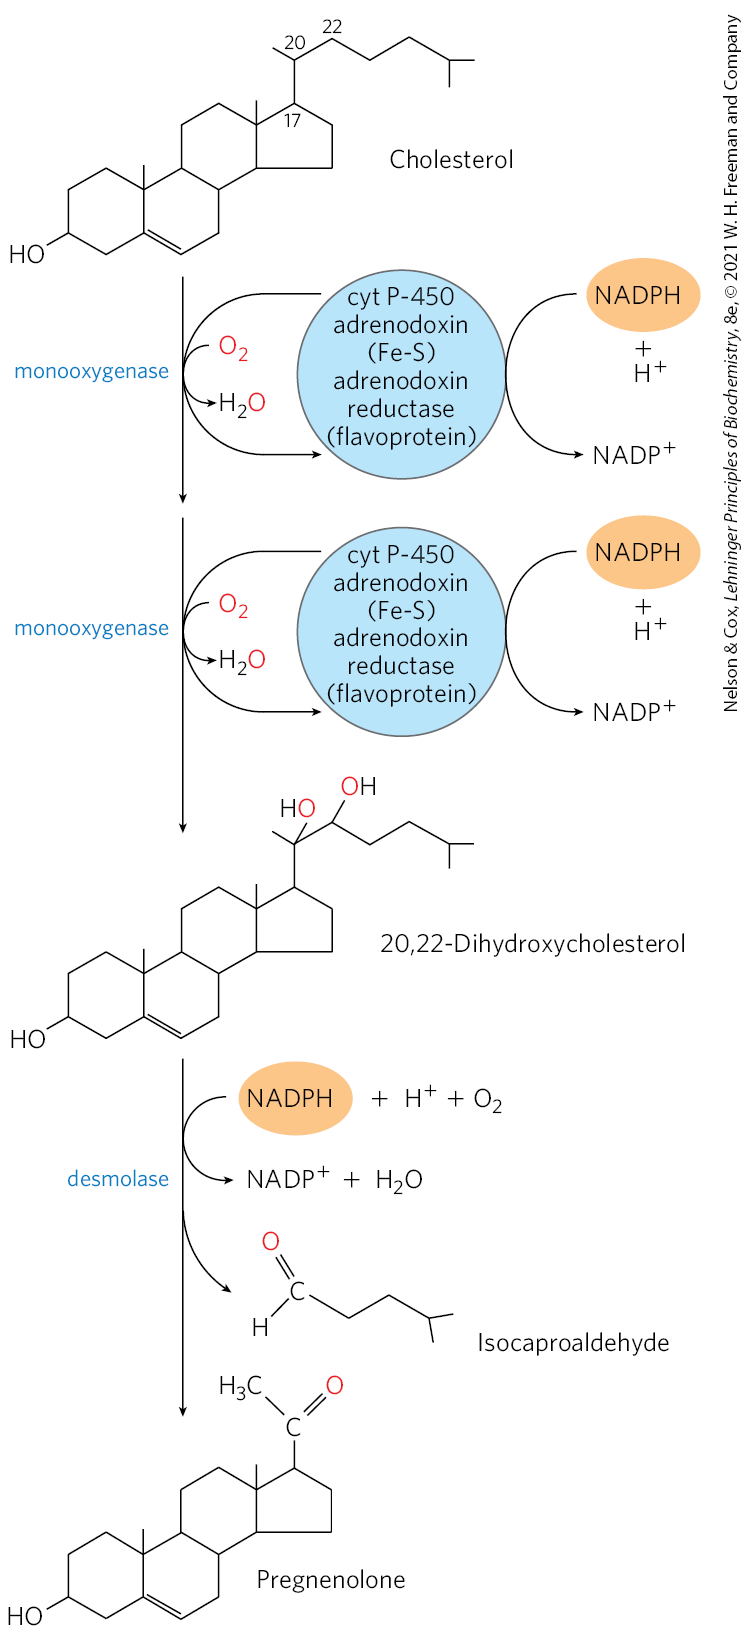 20
22
17
Cholesterol
HO
monooxygenase
O₂
H₂O
cyt P-450
adrenodoxin
(Fe-S)
adrenodoxin
reductase
(flavoprotein)
NADPH
+
H⁺
NADP⁺
monooxygenase
O₂
H₂O
cyt P-450
adrenodoxin
(Fe-S)
adrenodoxin
reductase
(flavoprotein)
NADPH
+
H⁺
NADP⁺
HO
OH
20,22-Dihydroxycholesterol
HO
NADPH + H⁺ + O₂
desmolase
NADP⁺ + H₂O
O
C
H
Isocaproaldehyde
H₃C
O
C
Pregnenolone
HO
Nelson & Cox, Lehninger Principles of Biochemistry, 8e, © 2021 W. H. Freeman and Company